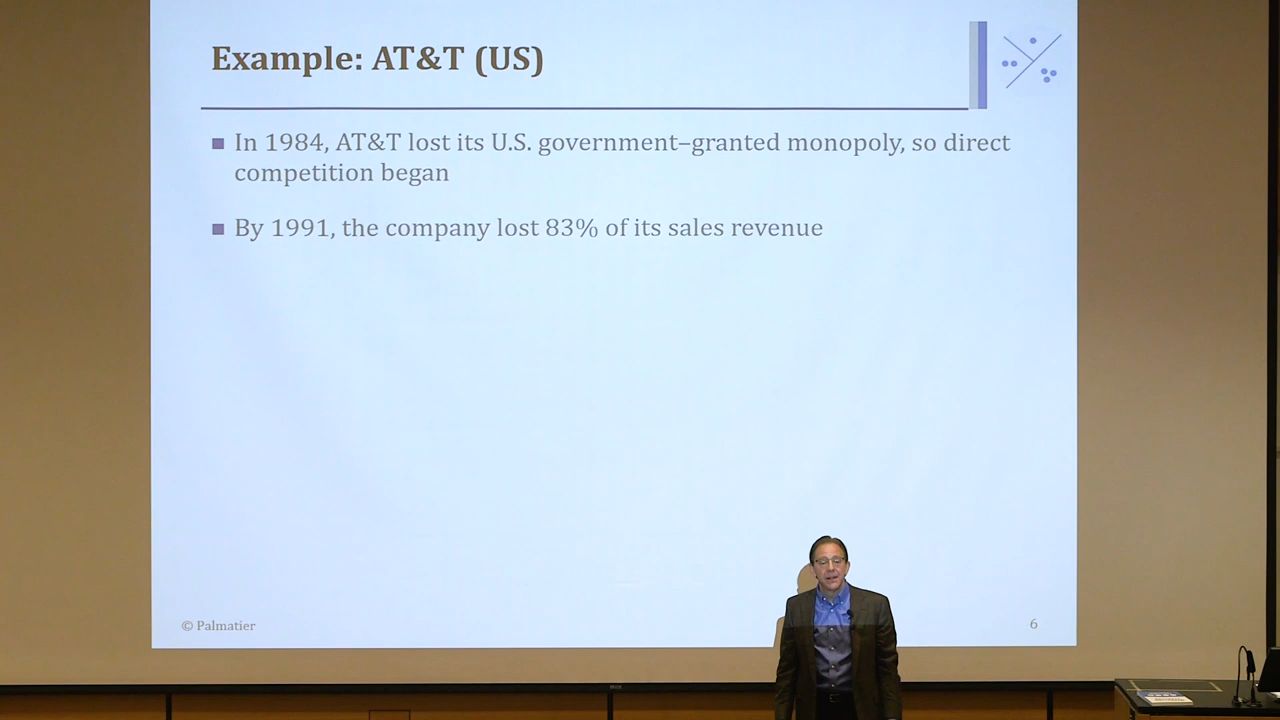 Example: AT&T (US)
In 1984, AT&T lost its U.S. government–granted monopoly, so direct
competition began
By 1991, the company lost 83% of its sales revenue
© Palmatier
6